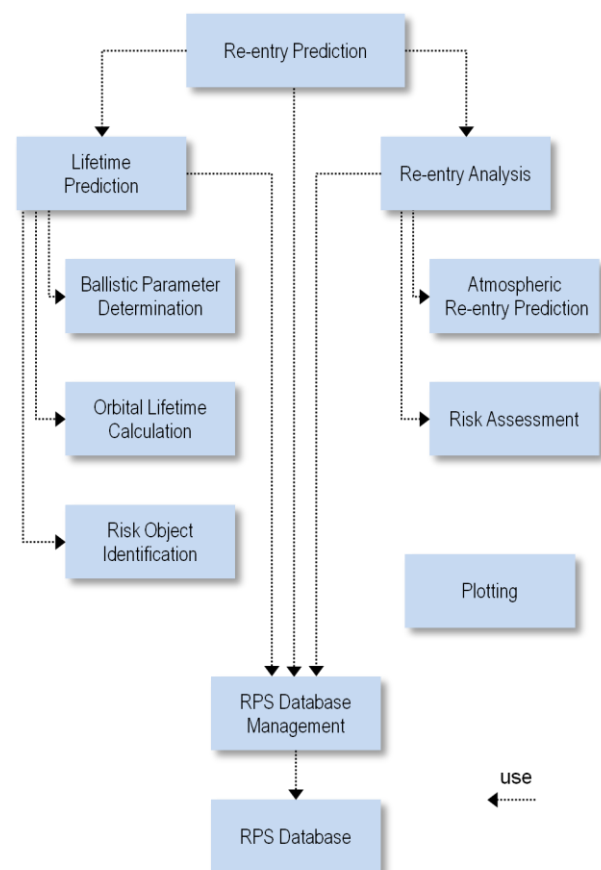 Re-entry Prediction
Lifetime
Prediction
Re-entry Analysis
Ballistic Parameter
Determination
Atmospheric
Re-entry Prediction
Orbital Lifetime
Calculation
Risk Assessment
Risk Object
Identification
Plotting
RPS Database
Management
use
RPS Database